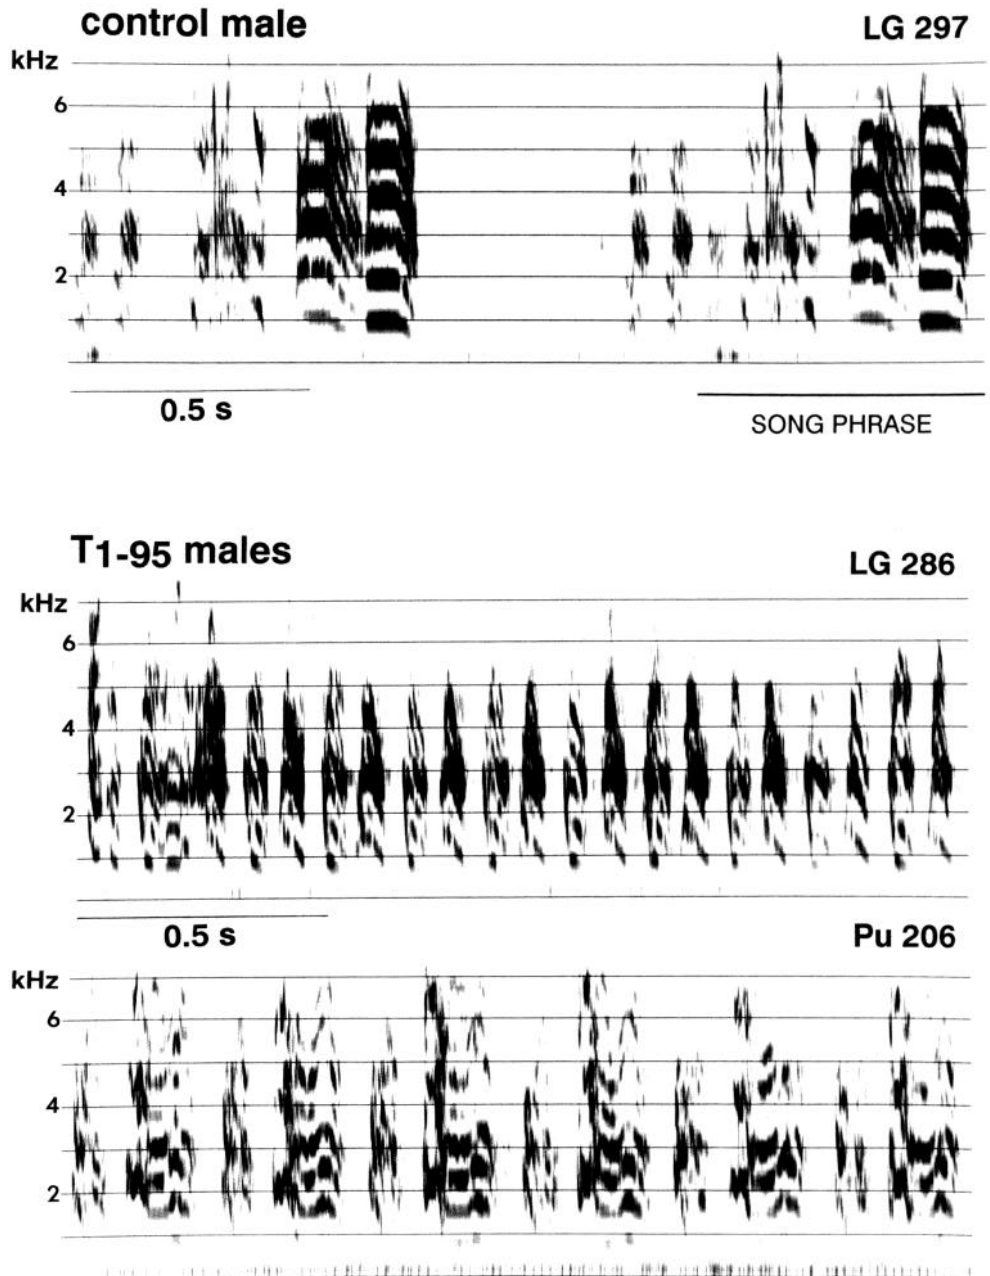 control male
LG 297
kHz
6
4
2
0.5 s
SONG PHRASE
T1-95 males
LG 286
kHz
6
4
2
0.5 s
Pu 206
kHz
6
4
2